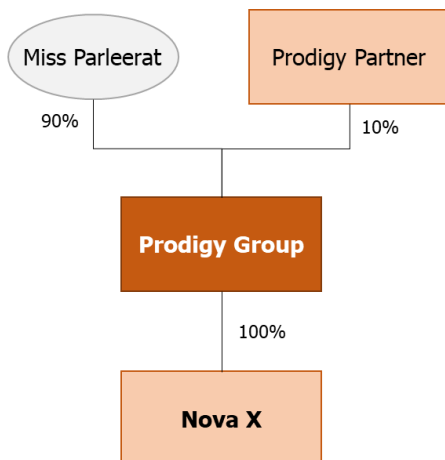 Miss Parleerat
Prodigy Partner
90%
10%
Prodigy Group
100%
Nova X